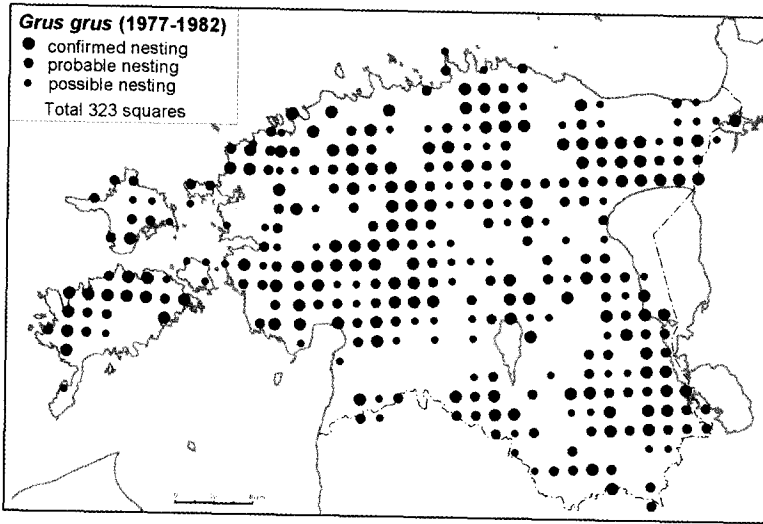 Grus grus (1977-1982)
confirmed nesting
probable nesting
possible nesting
Total 323 squares